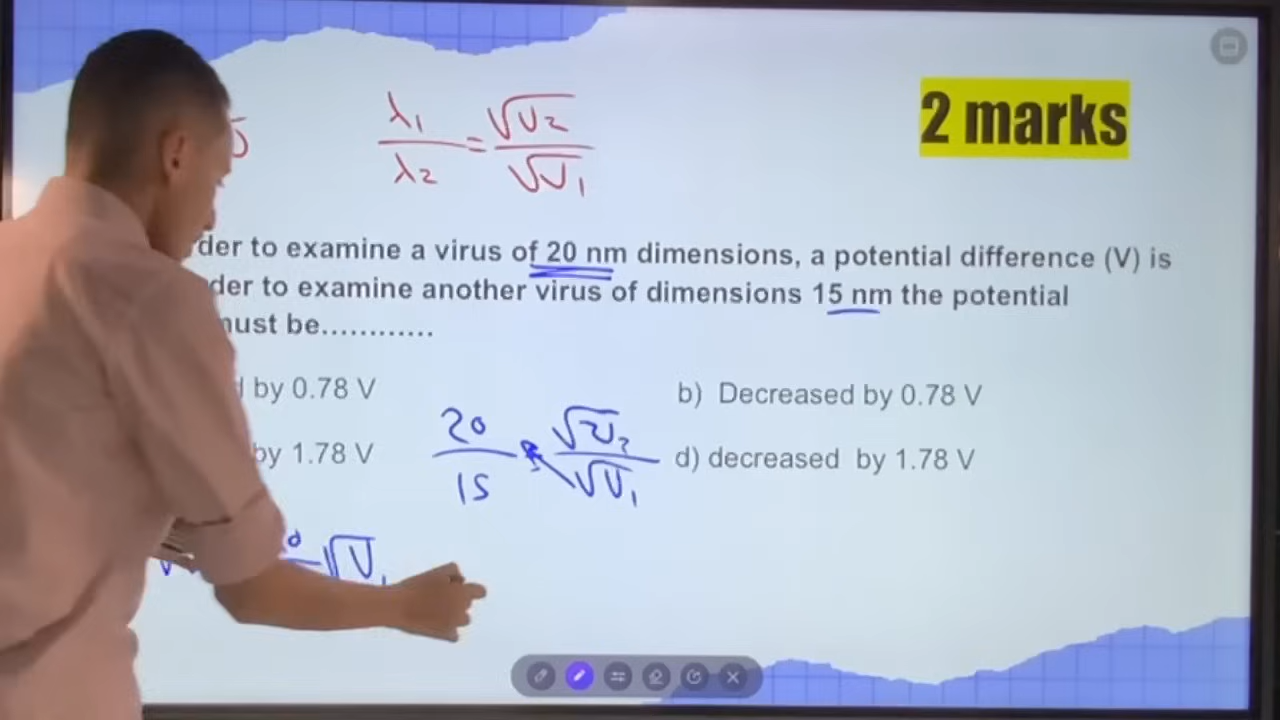 2 marks
λ1/λ2 = √V2/√V1
der to examine a virus of 20 nm dimensions, a potential difference (V) is
der to examine another virus of dimensions 15 nm the potential
must be............
by 0.78 V
b) Decreased by 0.78 V
by 1.78 V
d) decreased by 1.78 V
20/15 = √V2/√V1
√V1